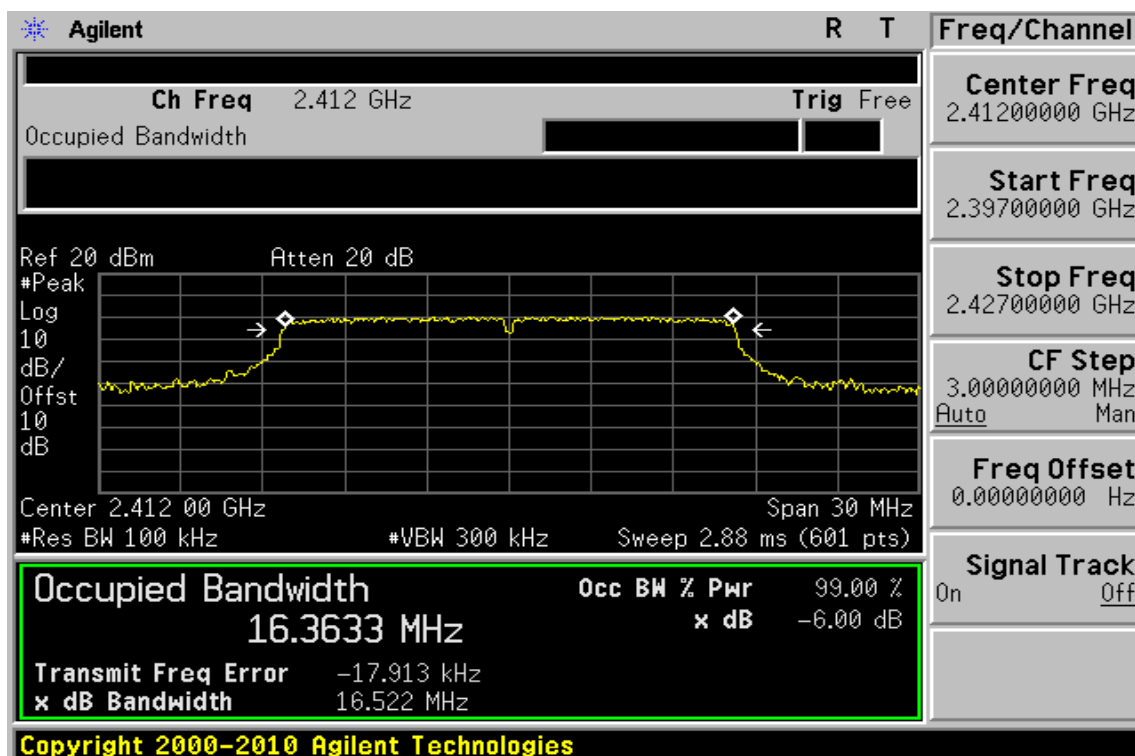 Agilent R T
Ch Freq 2.412 GHz Trig Free
Occupied Bandwidth
Ref 20 dBm Atten 20 dB
#Peak
Log
10
dB/
Offst
10
dB
Center 2.412 00 GHz Span 30 MHz
#Res BW 100 kHz #VBW 300 kHz Sweep 2.88 ms (601 pts)
Occupied Bandwidth Occ BW % Pwr 99.00 %
16.3633 MHz x dB -6.00 dB
Transmit Freq Error -17.913 kHz
x dB Bandwidth 16.522 MHz
Copyright 2000-2010 Agilent Technologies
Freq/Channel
Center Freq
2.41200000 GHz
Start Freq
2.39700000 GHz
Stop Freq
2.42700000 GHz
CF Step
3.00000000 MHz
Auto Man
Freq Offset
0.00000000 Hz
Signal Track
On Off